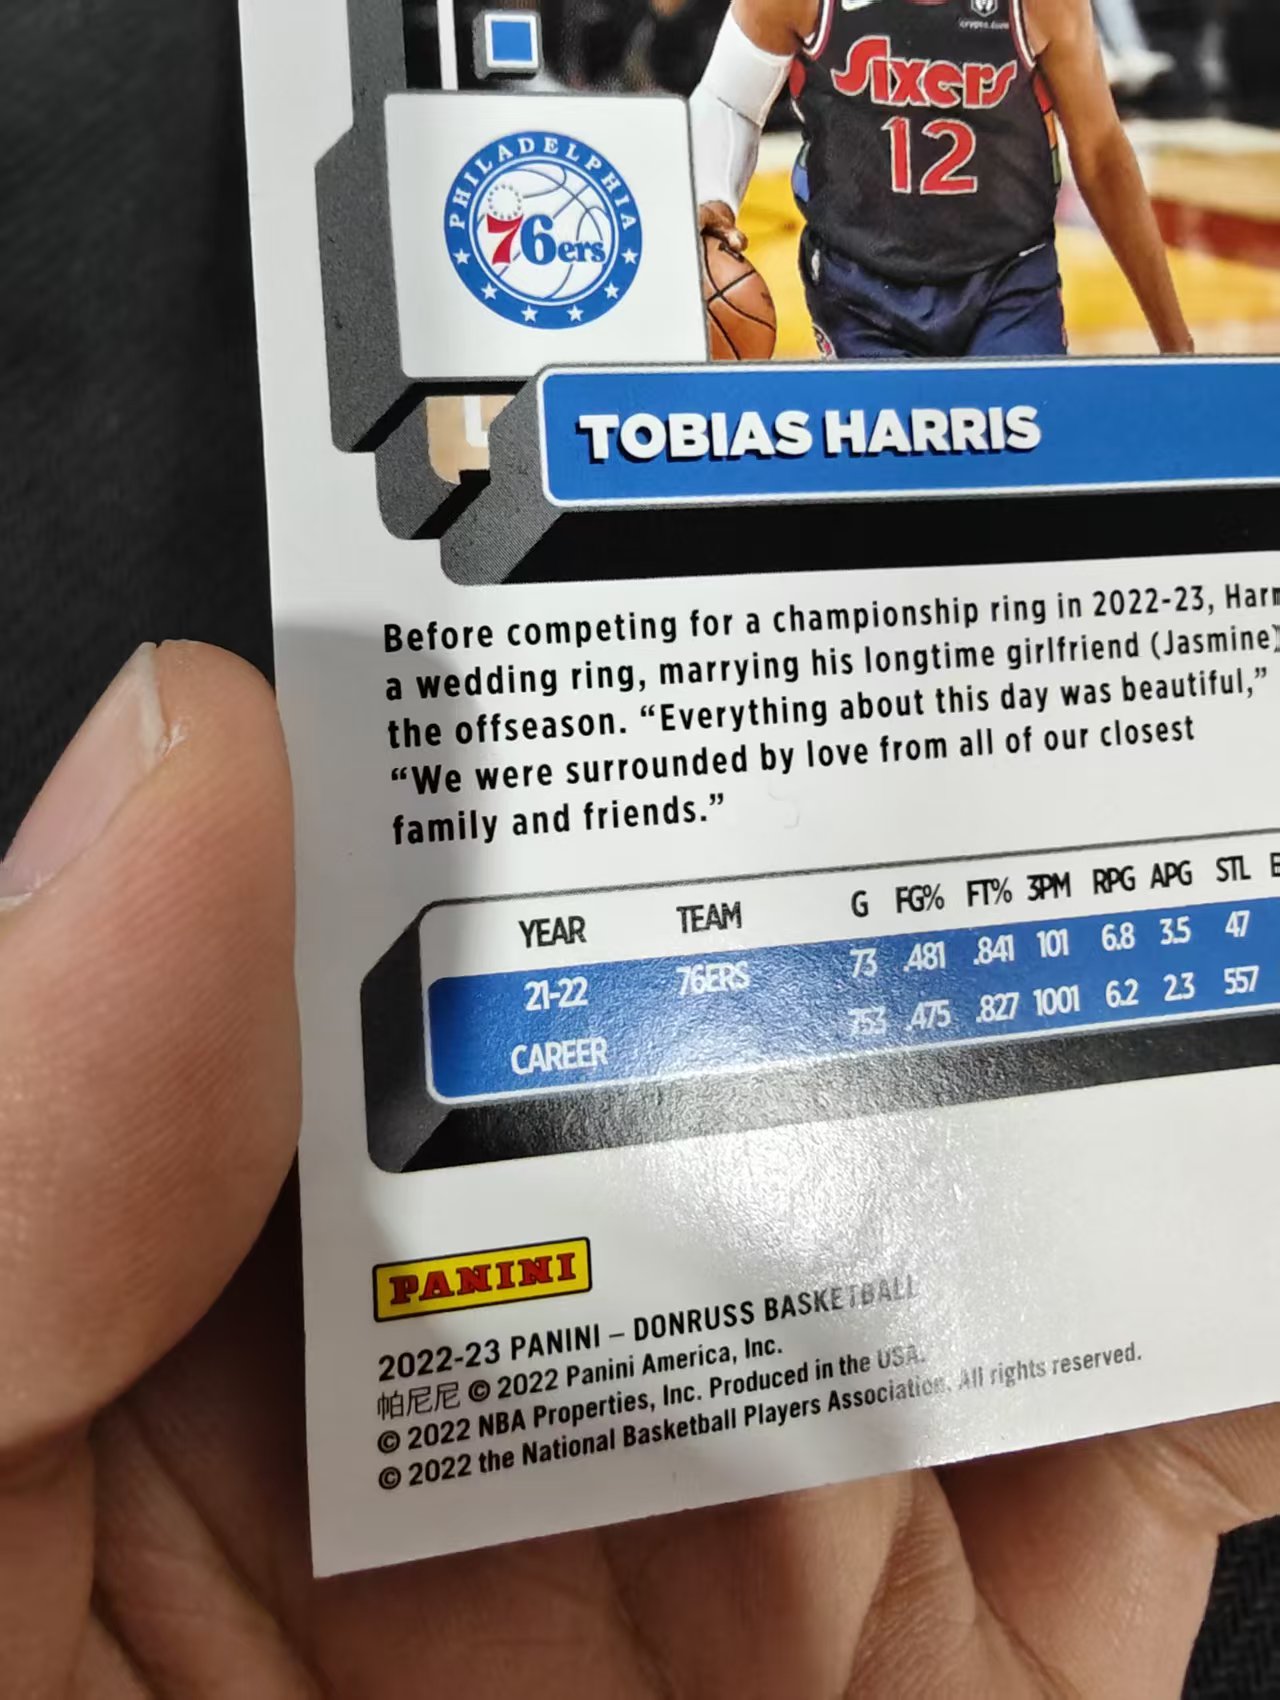 crypto.com
Sixers
12
PHILADELPHIA
76ers
TOBIAS HARRIS
Before competing for a championship ring in 2022-23, Harr
a wedding ring, marrying his longtime girlfriend (Jasmine)
the offseason. “Everything about this day was beautiful,”
“We were surrounded by love from all of our closest
family and friends.”
YEAR TEAM G FG% FT% 3PM RPG APG STL
21-22 76ERS 73 .481 .841 101 6.8 3.5 47
CAREER 753 .475 .827 1001 6.2 2.3 557
PANINI
2022-23 PANINI – DONRUSS BASKETBALL
帕尼尼 © 2022 Panini America, Inc.
© 2022 NBA Properties, Inc. Produced in the USA.
© 2022 the National Basketball Players Association. All rights reserved.